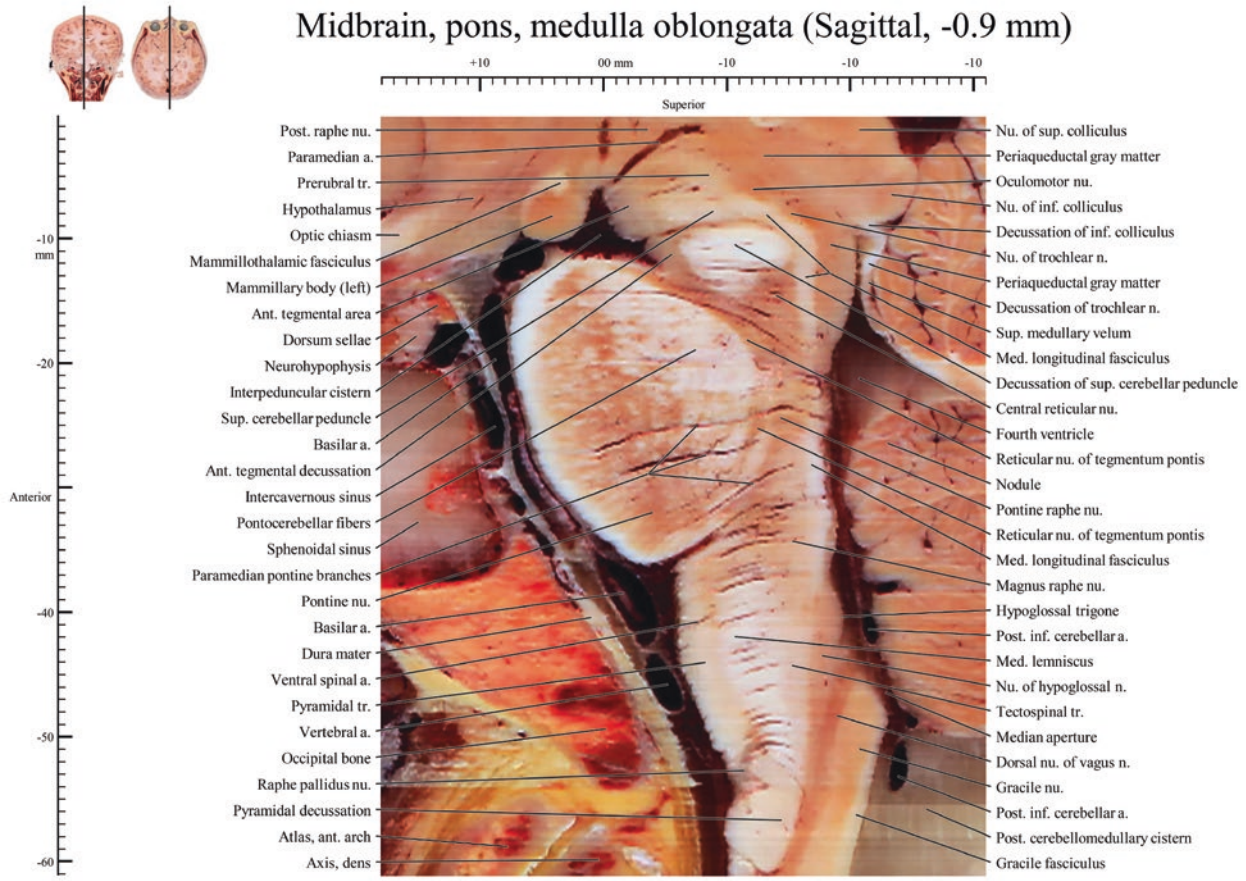 Midbrain, pons, medulla oblongata (Sagittal, -0.9 mm)
+10
00 mm
-10
-10
-10
Superior
-10
mm
-20
Anterior
-30
-40
-50
-60
Post. raphe nu.
Paramedian a.
Prerubral tr.
Hypothalamus
Optic chiasm
Mammillothalamic fasciculus
Mammillary body (left)
Ant. tegmental area
Dorsum sellae
Neurohypophysis
Interpeduncular cistern
Sup. cerebellar peduncle
Basilar a.
Ant. tegmental decussation
Intercavernous sinus
Pontocerebellar fibers
Sphenoidal sinus
Paramedian pontine branches
Pontine nu.
Basilar a.
Dura mater
Ventral spinal a.
Pyramidal tr.
Vertebral a.
Occipital bone
Raphe pallidus nu.
Pyramidal decussation
Atlas, ant. arch
Axis, dens
Nu. of sup. colliculus
Periaqueductal gray matter
Oculomotor nu.
Nu. of inf. colliculus
Decussation of inf. colliculus
Nu. of trochlear n.
Periaqueductal gray matter
Decussation of trochlear n.
Sup. medullary velum
Med. longitudinal fasciculus
Decussation of sup. cerebellar peduncle
Central reticular nu.
Fourth ventricle
Reticular nu. of tegmentum pontis
Nodule
Pontine raphe nu.
Reticular nu. of tegmentum pontis
Med. longitudinal fasciculus
Magnus raphe nu.
Hypoglossal trigone
Post. inf. cerebellar a.
Med. lemniscus
Nu. of hypoglossal n.
Tectospinal tr.
Median aperture
Dorsal nu. of vagus n.
Gracile nu.
Post. inf. cerebellar a.
Post. cerebellomedullary cistern
Gracile fasciculus